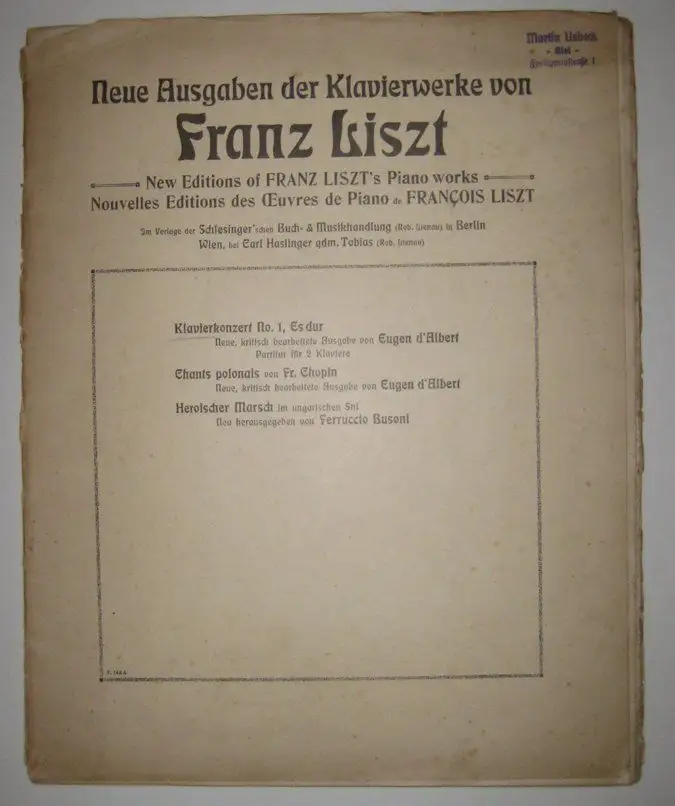 Martin
- Kiel -
Neue Ausgaben der Klavierwerke von
Franz Liszt
New Editions of FRANZ LISZT's Piano works
Nouvelles Editions des Œuvres de Piano de FRANÇOIS LISZT
Im Verlage der Schlesinger'schen Buch- & Musikhandlung (Rob. Lienau) in Berlin
Wien, bei Carl Haslinger qdm. Tobias (Rob. Lienau)
Klavierkonzert No. 1, Es dur
Neue, kritisch bearbeitete Ausgabe von Eugen d'Albert
Partitur für 2 Klaviere
Chants polonais von Fr. Chopin
Neue, kritisch bearbeitete Ausgabe von Eugen d'Albert
Heroischer Marsch im ungarischen Stil
Neu herausgegeben von Ferruccio Busoni